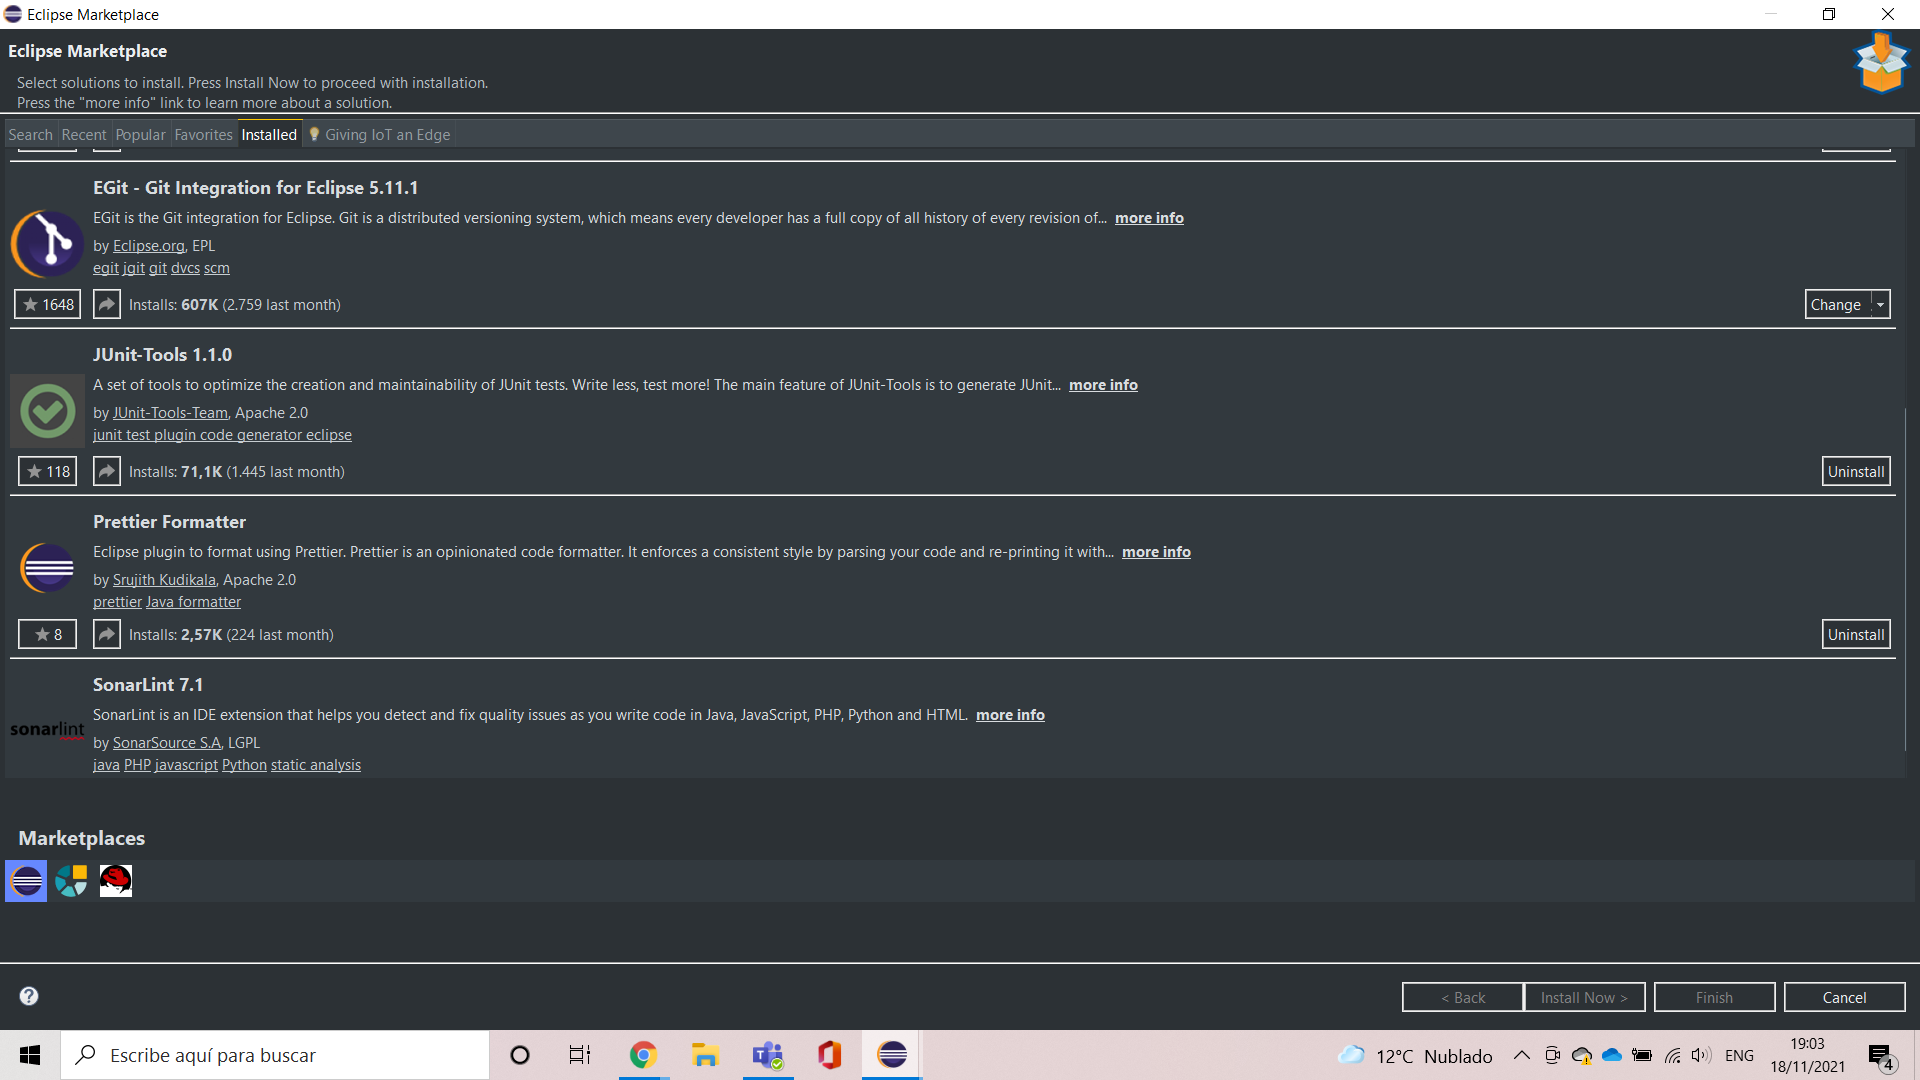 Eclipse Marketplace
Eclipse Marketplace
Select solutions to install. Press Install Now to proceed with installation.
Press the "more info" link to learn more about a solution.
Search Recent Popular Favorites Installed Giving IoT an Edge
EGit - Git Integration for Eclipse 5.11.1
EGit is the Git integration for Eclipse. Git is a distributed versioning system, which means every developer has a full copy of all history of every revision of... more info
by Eclipse.org, EPL
egit jgit git dvcs scm
1648 Installs: 607K (2.759 last month) Change
JUnit-Tools 1.1.0
A set of tools to optimize the creation and maintainability of JUnit tests. Write less, test more! The main feature of JUnit-Tools is to generate JUnit... more info
by JUnit-Tools-Team, Apache 2.0
junit test plugin code generator eclipse
118 Installs: 71,1K (1.445 last month) Uninstall
Prettier Formatter
Eclipse plugin to format using Prettier. Prettier is an opinionated code formatter. It enforces a consistent style by parsing your code and re-printing it with... more info
by Srujith Kudikala, Apache 2.0
prettier Java formatter
8 Installs: 2,57K (224 last month) Uninstall
SonarLint 7.1
SonarLint is an IDE extension that helps you detect and fix quality issues as you write code in Java, JavaScript, PHP, Python and HTML. more info
sonarlint
by SonarSource S.A, LGPL
java PHP javascript Python static analysis
Marketplaces
< Back Install Now > Finish Cancel
Escribe aquí para buscar
12°C Nublado
ENG
19:03
18/11/2021
4